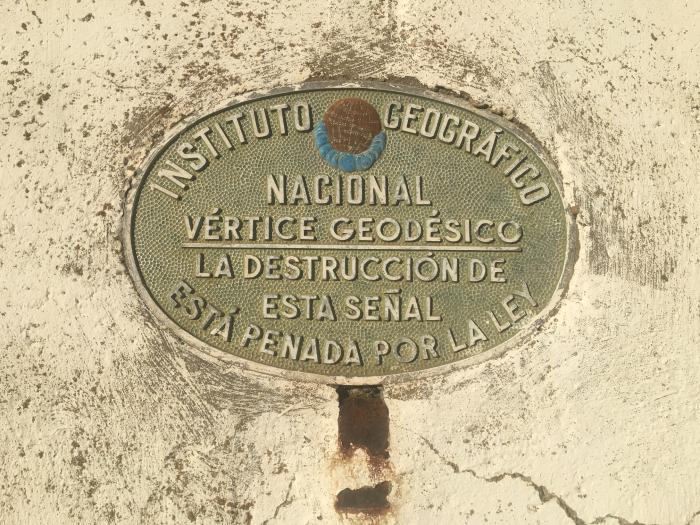 INSTITUTO GEOGRÁFICO
NACIONAL
VÉRTICE GEODÉSICO
LA DESTRUCCIÓN DE
ESTA SEÑAL
ESTÁ PENADA POR LA LEY